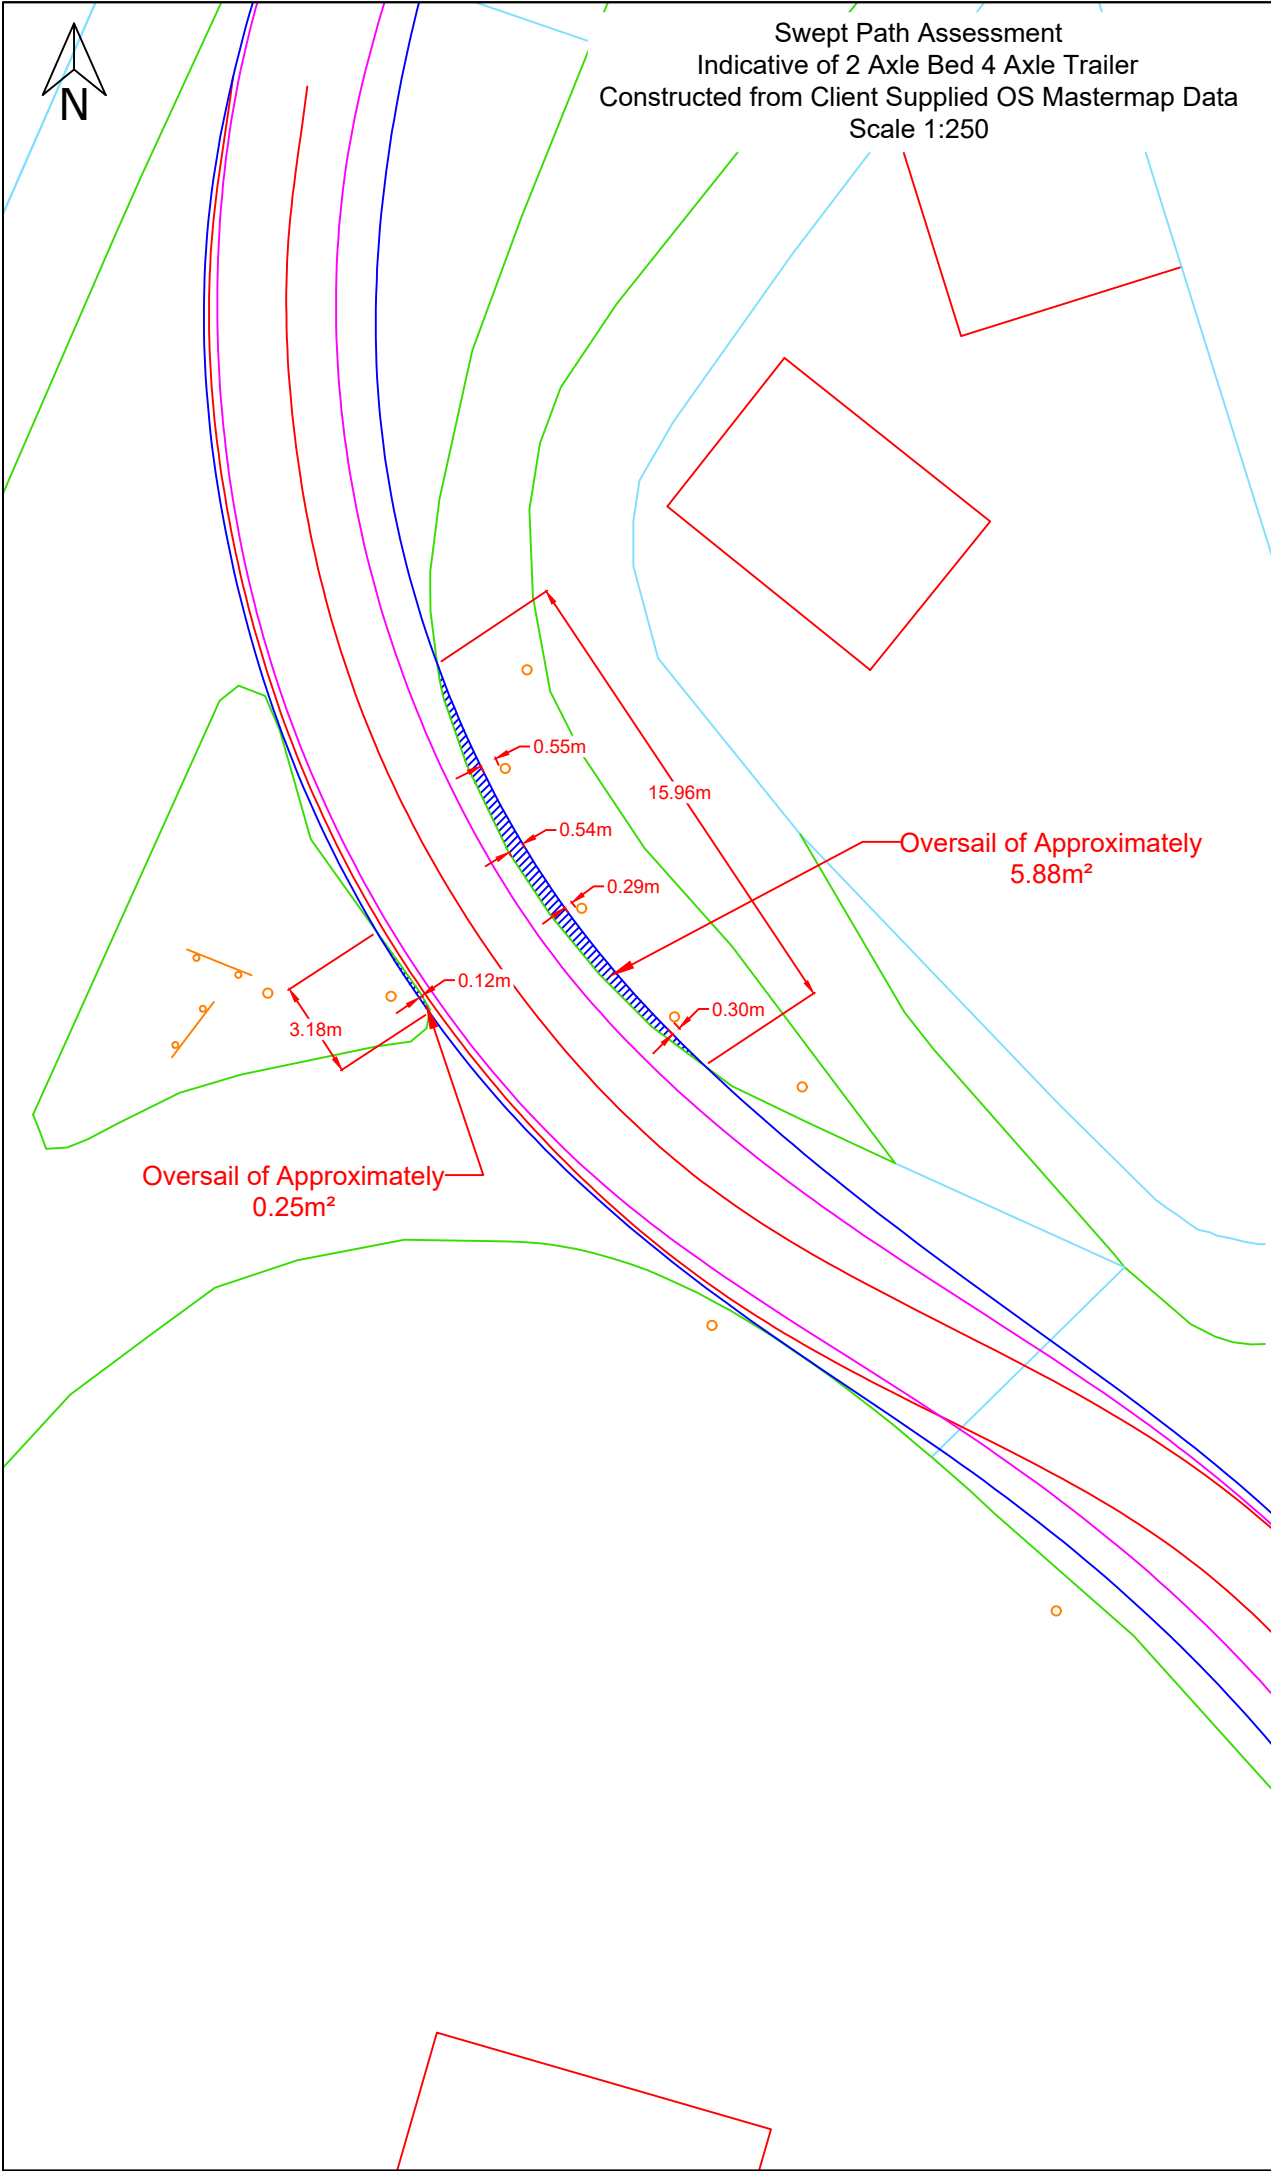 Swept Path Assessment
Indicative of 2 Axle Bed 4 Axle Trailer
Constructed from Client Supplied OS Mastermap Data
Scale 1:250
N
0.55m
15.96m
0.54m
Oversail of Approximately
5.88m²
0.29m
0.12m
0.30m
3.18m
Oversail of Approximately
0.25m²